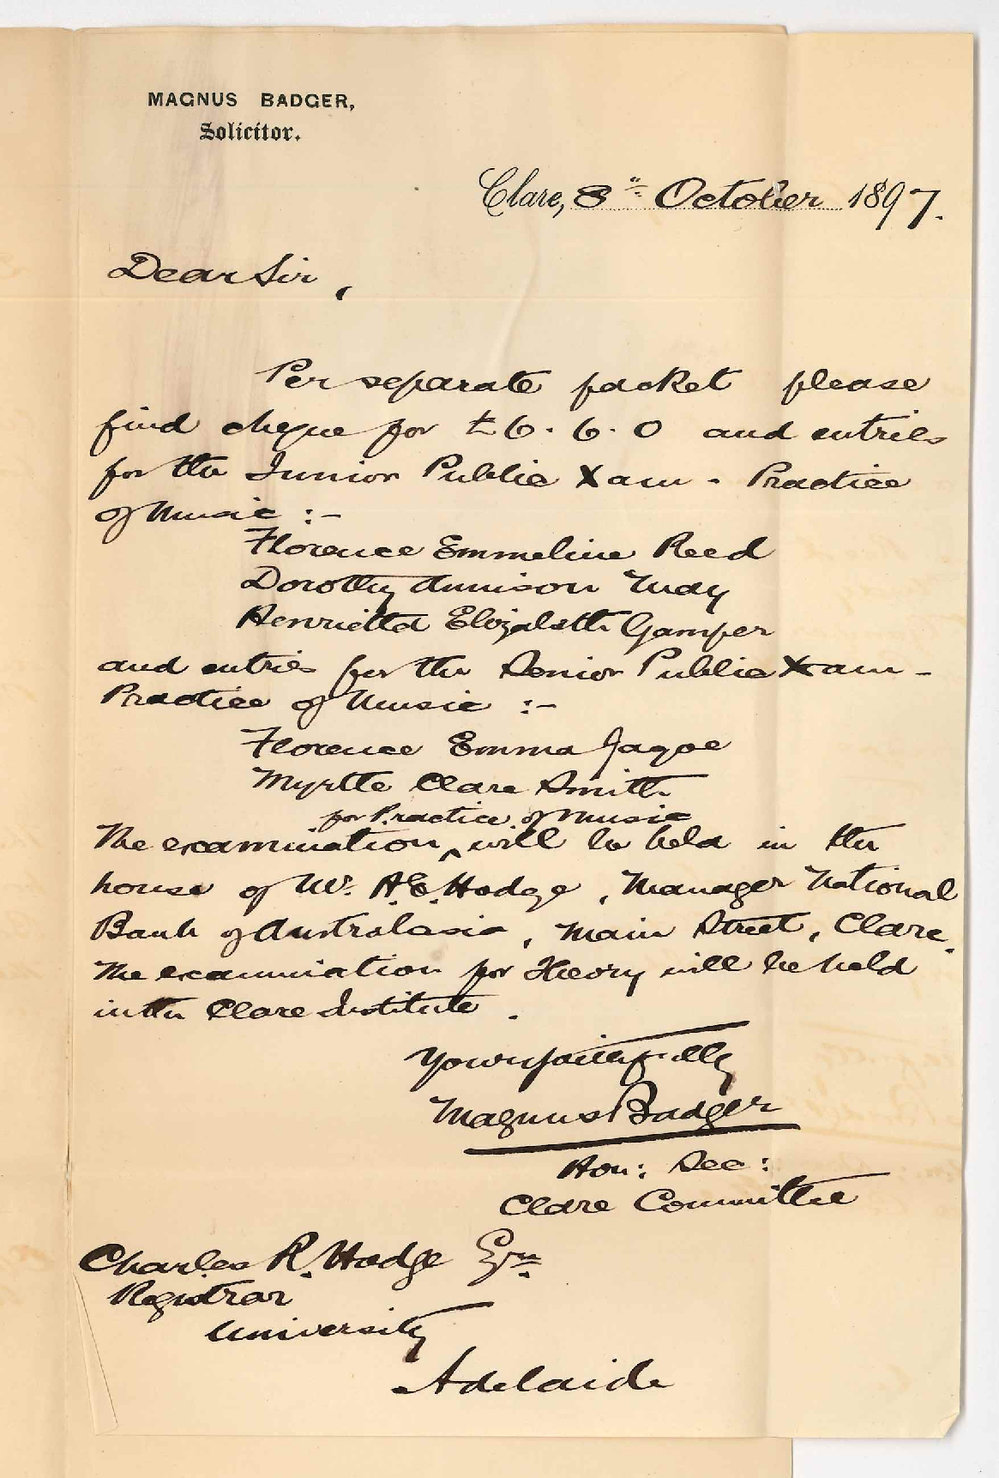 MAGNUS BADGER,
Solicitor.
Clare, 8th October 1897.
Dear Sir,
Per separate packet please
find cheque for £6.6.0 and entries
for the Junior Public Xam - Practice
of Music :-
Florence Emmeline Reed
Dorothy Annison Tudy
Henrietta Elizabeth Gamper
and entries for the Senior Public Xam -
Practice of Music :-
Florence Emma Jagoe
Myrtle Clare Smith
for Practice of Music
The examination ^ will be held in the
house of Mr. A.E. Hodge, Manager National
Bank of Australasia, Main Street, Clare.
The examination for Theory will be held
in the Clare Institute.
Yours faithfully
Magnus Badger
Hon: Sec:
Clare Committee
Charles R. Hodge Esq
Registrar
University
Adelaide